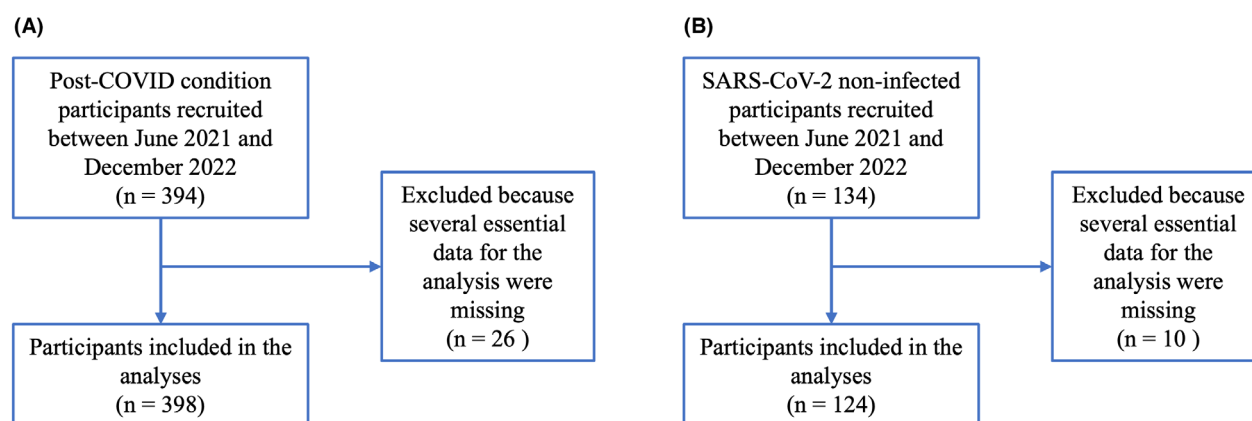 (A)
Post-COVID condition
participants recruited
between June 2021 and
December 2022
(n = 394)
Excluded because
several essential
data for the
analysis were
missing
(n = 26 )
Participants included in the
analyses
(n = 398)
(B)
SARS-CoV-2 non-infected
participants recruited
between June 2021 and
December 2022
(n = 134)
Excluded because
several essential
data for the
analysis were
missing
(n = 10 )
Participants included in the
analyses
(n = 124)